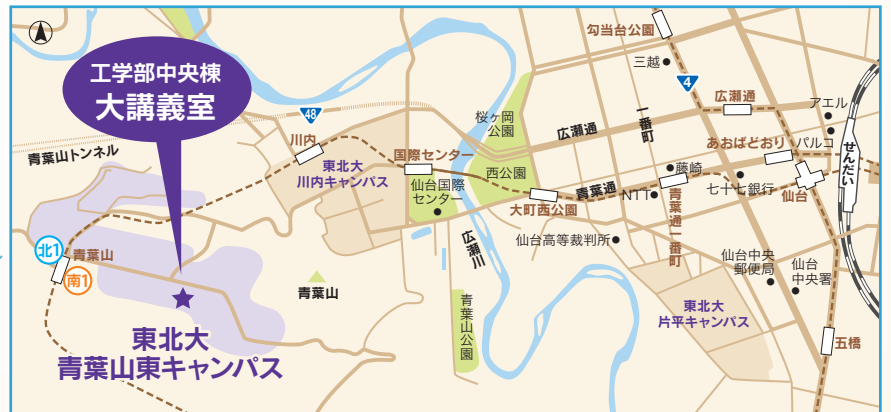 工学部中央棟
大講義室
青葉山トンネル
48
川内
東北大
川内キャンパス
国際センター
仙台国際
センター
桜ヶ岡
公園
西公園
大町西公園
広瀬通
青葉通
一番町
勾当台公園
三越
4
広瀬通
アエル
あおばどおり
パルコ
せんだい
藤崎
NTT
青葉通一番町
七十七銀行
仙台
仙台高等裁判所
広瀬川
仙台中央
郵便局
仙台
中央署
東北大
片平キャンパス
五橋
北1
青葉山
南1
青葉山
青葉山公園
東北大
青葉山東キャンパス